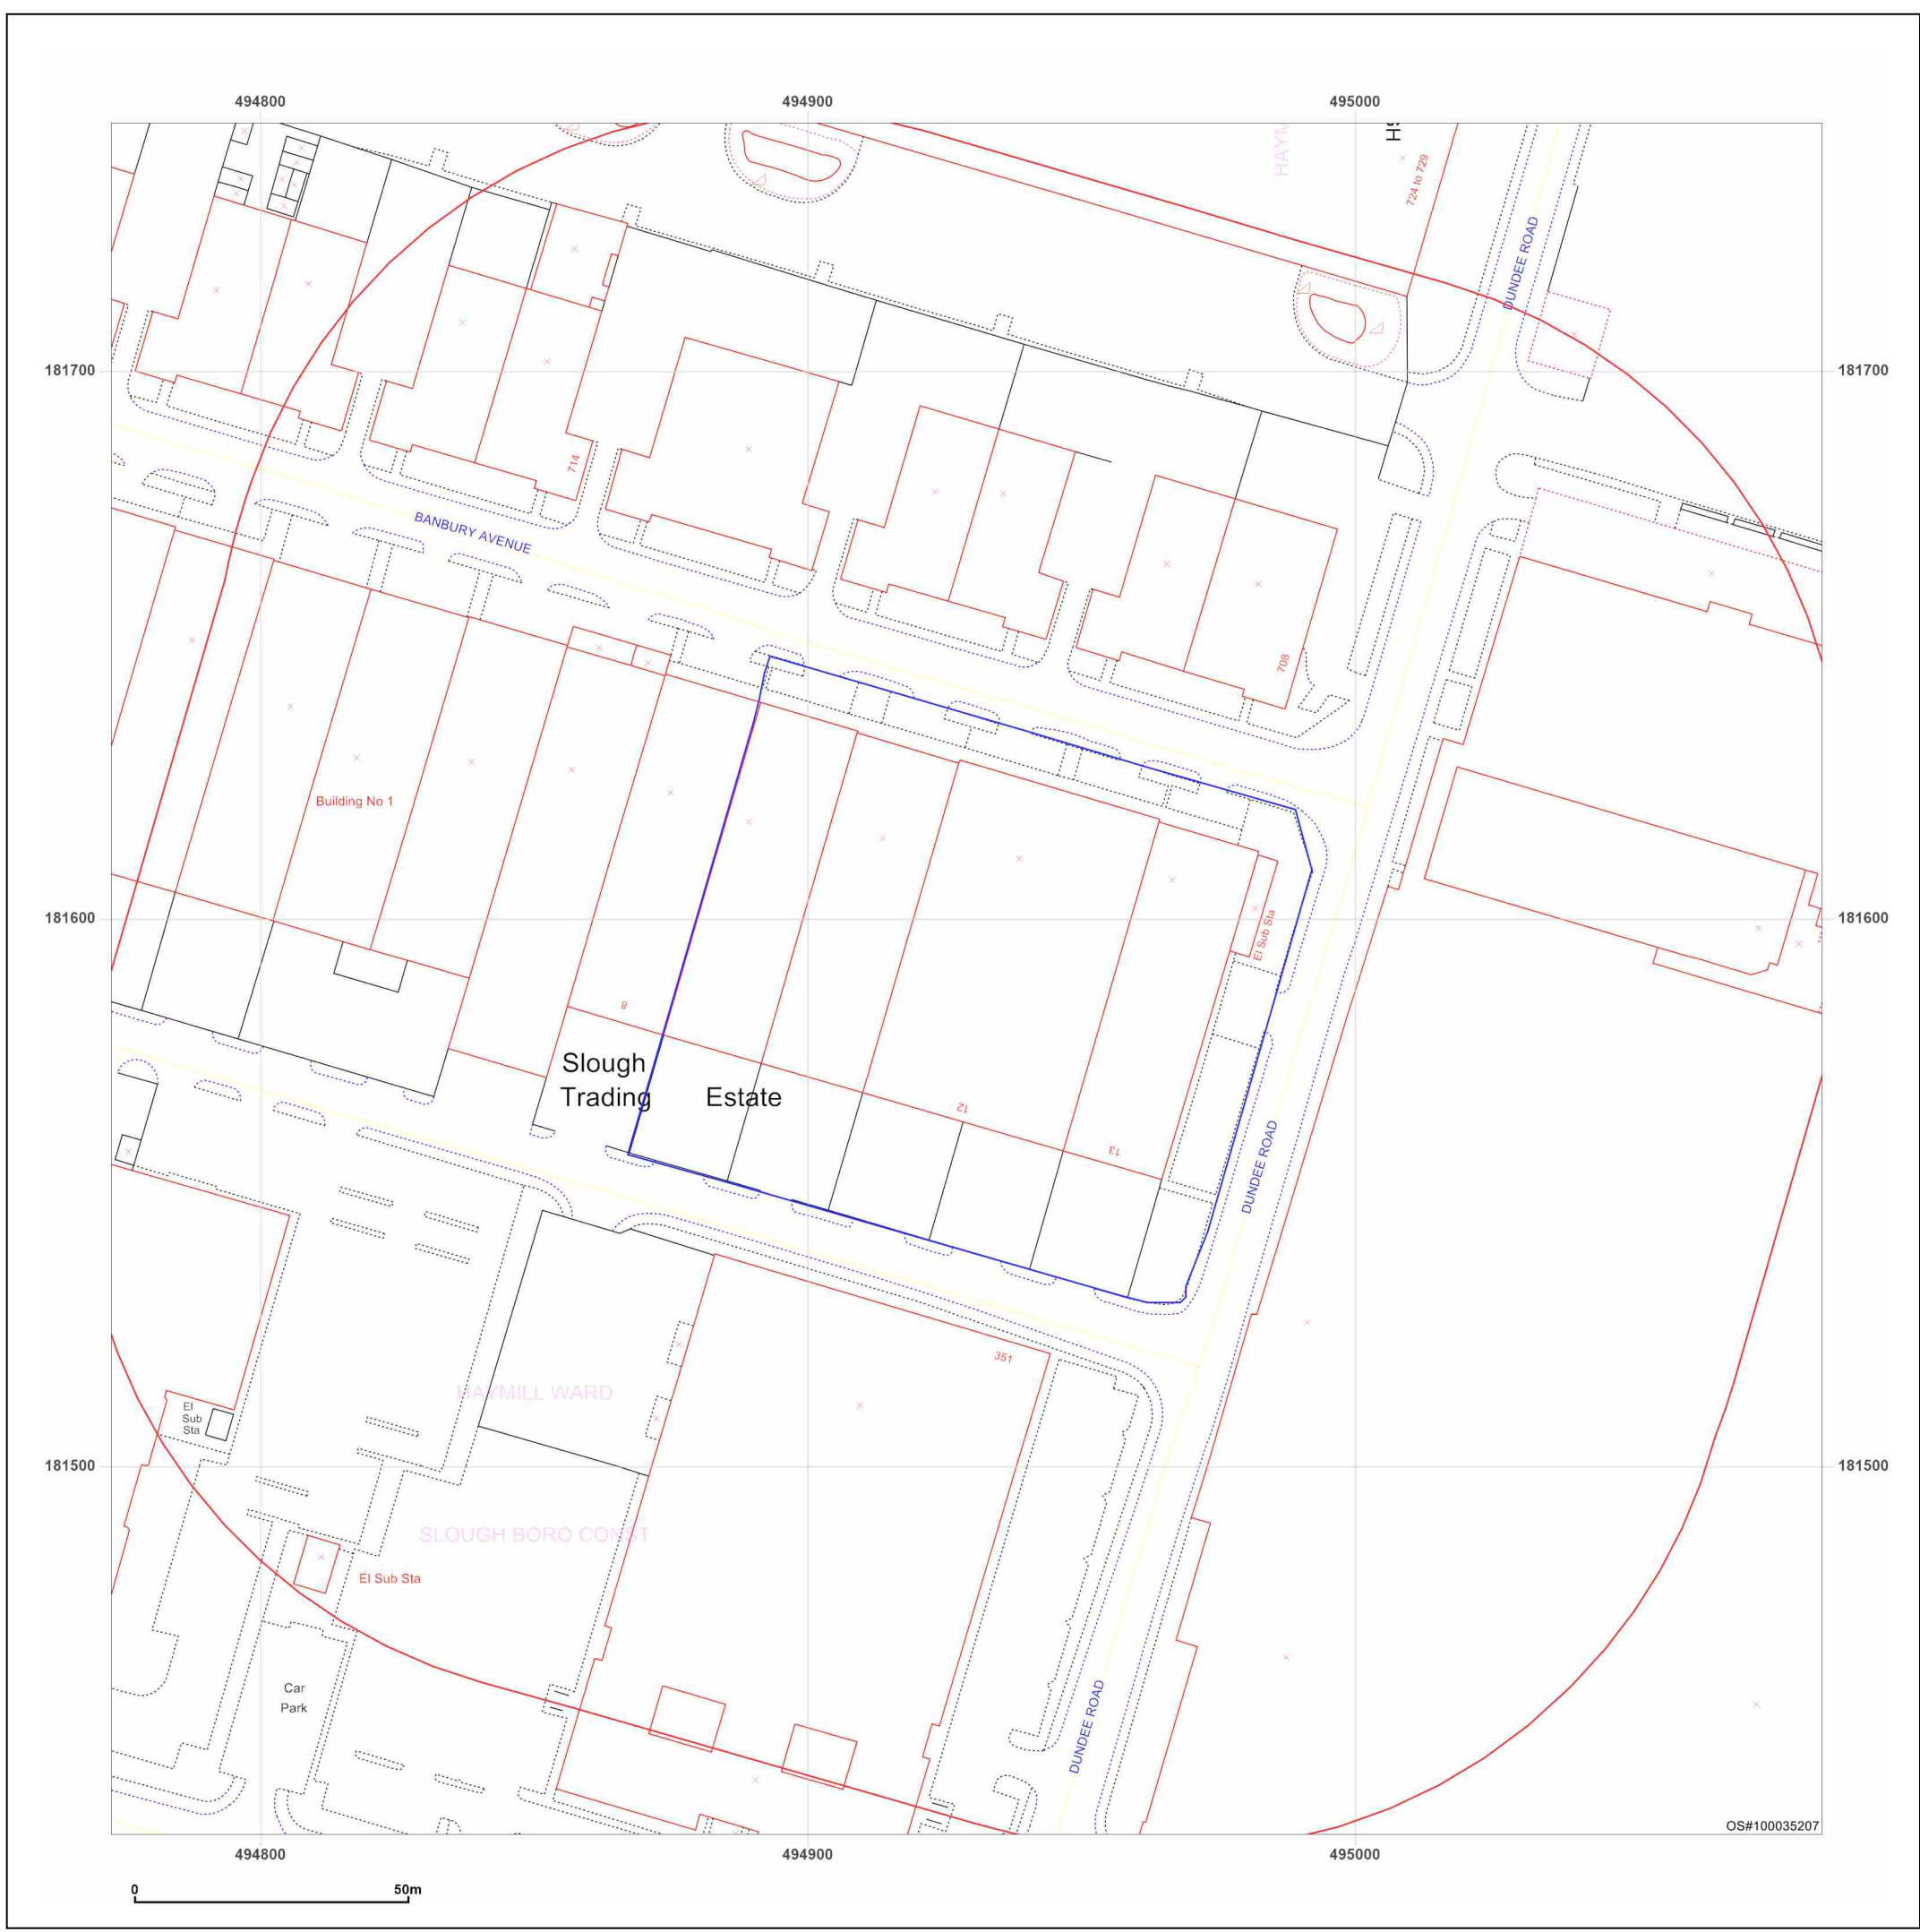 494800
494900
495000
HAYM
724 to 729
DUNDEE ROAD
181700
181700
714
BANBURY AVENUE
708
Building No 1
181600
181600
El Sub Sta
8
Slough
Trading
Estate
12
13
DUNDEE ROAD
351
HAYMILL WARD
El
Sub
Sta
181500
181500
SLOUGH BORO CONST
El Sub Sta
Car
Park
DUNDEE ROAD
OS#100035207
494800
494900
495000
0
50m